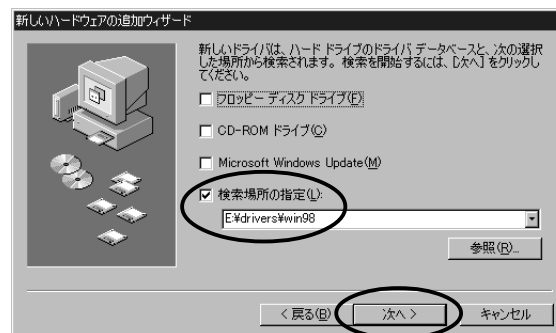 新しいハードウェアの追加ウィザード
新しいドライバは、ハード ドライブのドライバ データベースと、次の選択
した場所から検索されます。検索を開始するには、[次へ] をクリックし
てください。
フロッピー ディスク ドライブ(F)
CD-ROM ドライブ(C)
Microsoft Windows Update(M)
検索場所の指定(L):
E:¥drivers¥win98
参照(R)...
< 戻る(B)
次へ >
キャンセル